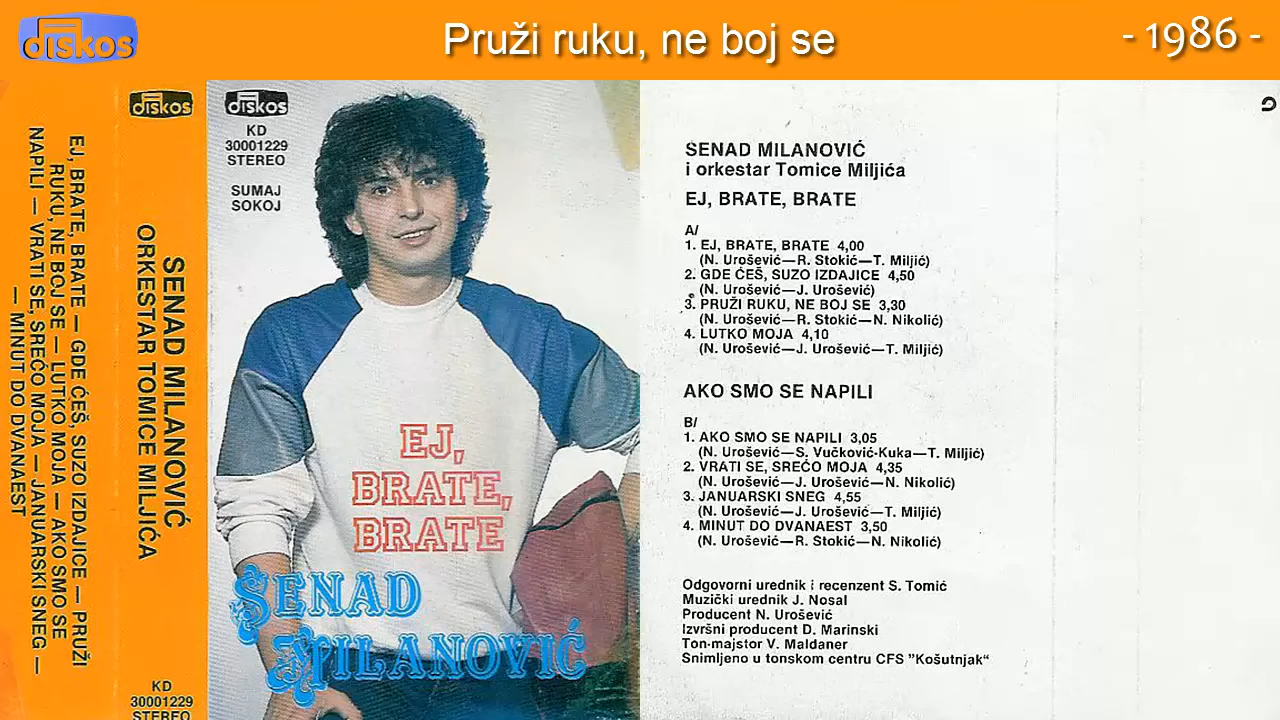 diskos
Pruži ruku, ne boj se
- 1986 -
EJ, BRATE, BRATE — GDE ĆEŠ, SUZO IZDAJICE — PRUŽI
RUKU, NE BOJ SE — LUTKO MOJA — AKO SMO SE
NAPILI — VRATI SE, SREĆO MOJA — JANUARSKI SNEG —
— MINUT DO DVANAEST
diskos
SENAD MILANOVIĆ
ORKESTAR TOMICE MILJIĆA
KD
30001229
STEREO
diskos
KD
30001229
STEREO
SUMAJ
SOKOJ
EJ,
BRATE,
BRATE
SENAD
MILANOVIĆ
SENAD MILANOVIĆ
i orkestar Tomice Miljića
EJ, BRATE, BRATE
A/
1. EJ, BRATE, BRATE 4,00
(N. Urošević—R. Stokić—T. Miljić)
2. GDE ĆEŠ, SUZO IZDAJICE 4,50
(N. Urošević—J. Urošević)
3. PRUŽI RUKU, NE BOJ SE 3,30
(N. Urošević—R. Stokić—N. Nikolić)
4. LUTKO MOJA 4,10
(N. Urošević—J. Urošević—T. Miljić)
AKO SMO SE NAPILI
B/
1. AKO SMO SE NAPILI 3,05
(N. Urošević—S. Vučković-Kuka—T. Miljić)
2. VRATI SE, SREĆO MOJA 4,35
(N. Urošević—J. Urošević—N. Nikolić)
3. JANUARSKI SNEG 4,55
(N. Urošević—J. Urošević—T. Miljić)
4. MINUT DO DVANAEST 3,50
(N. Urošević—R. Stokić—N. Nikolić)
Odgovorni urednik i recenzent S. Tomić
Muzički urednik J. Nosal
Producent N. Urošević
Izvršni producent D. Marinski
Ton-majstor V. Maldaner
Snimljeno u tonskom centru CFS ”Košutnjak“